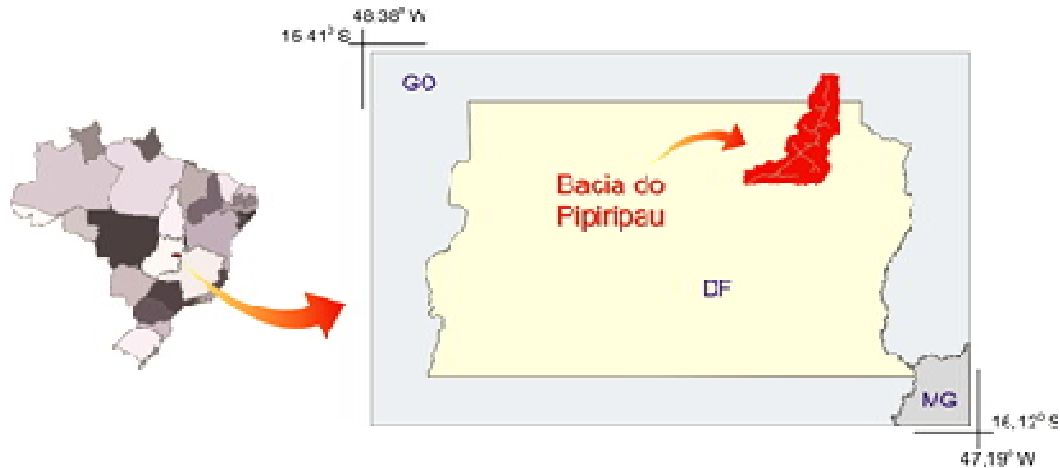 48,38° W
15.41° S
GO
Bacia do
Pipiripau
DF
MG
16,12° S
47,19° W